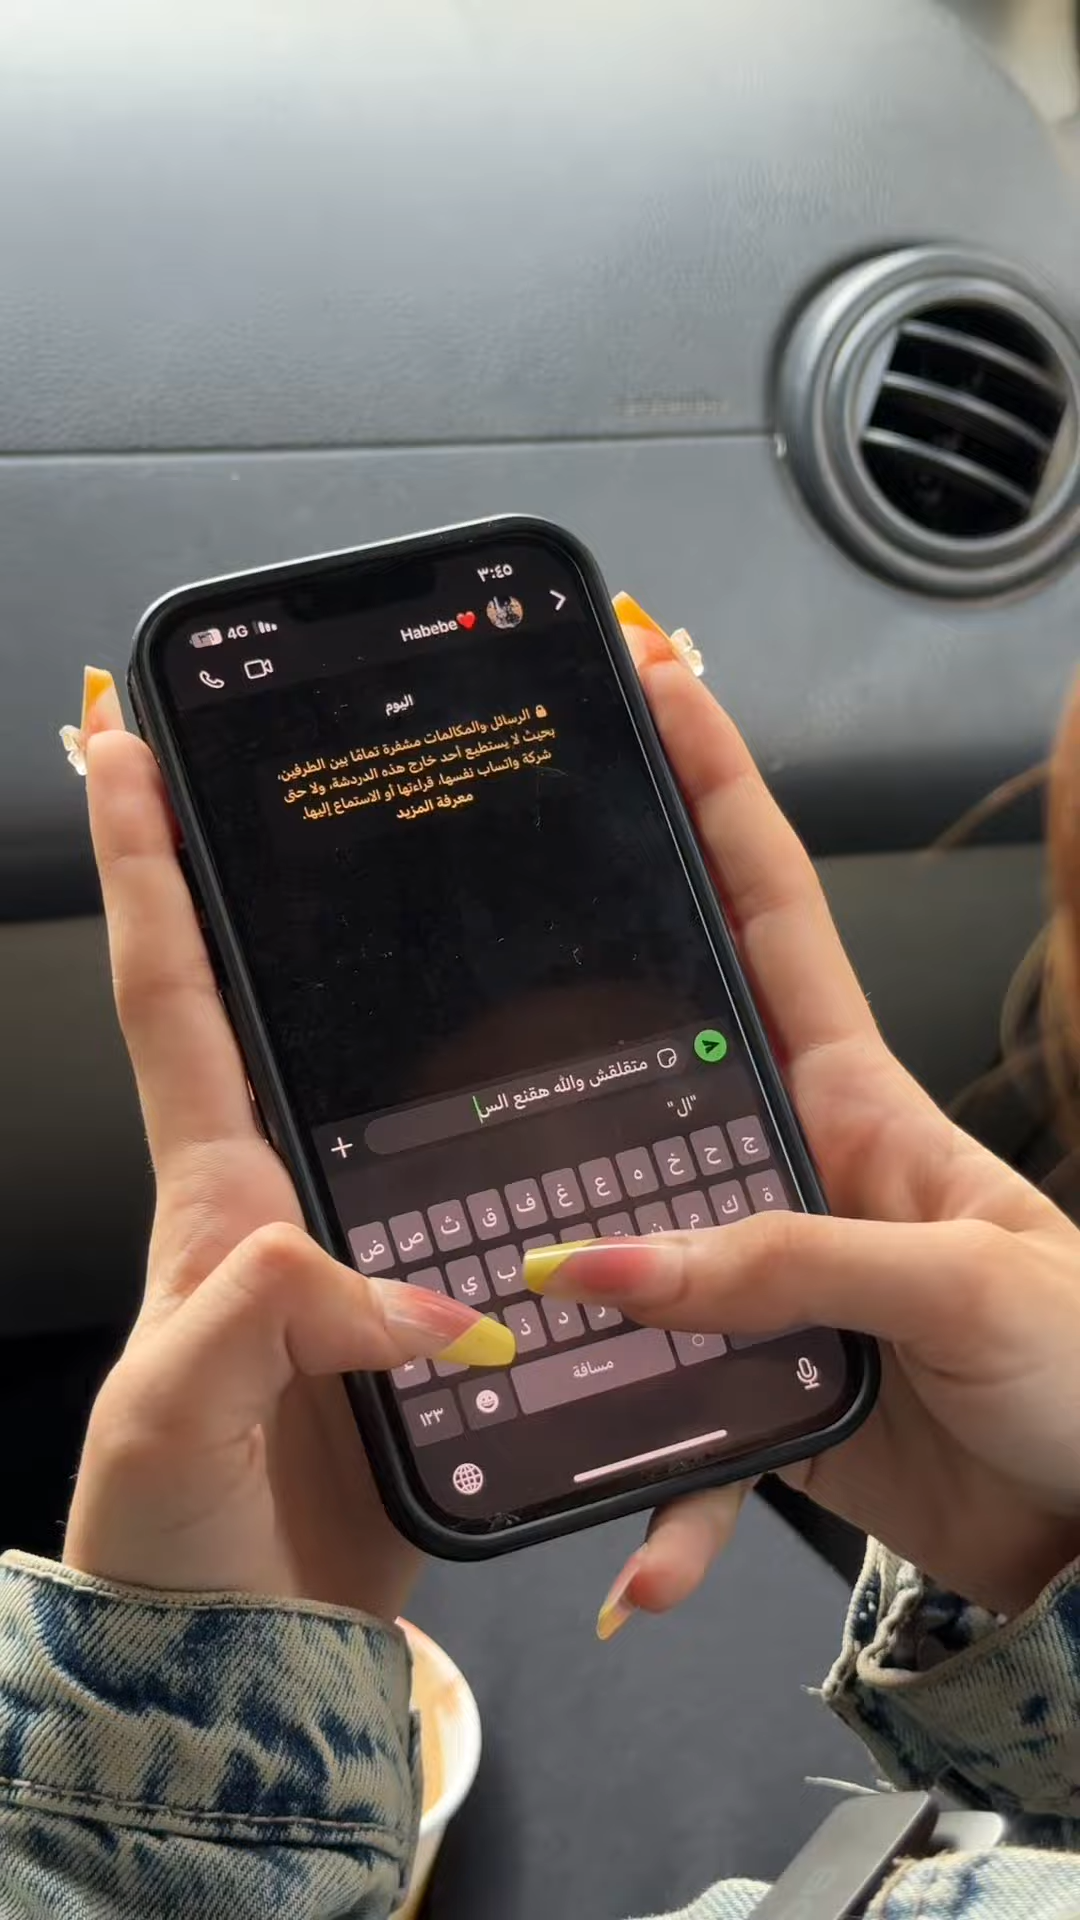 ٣:٤٥
4G
Habebe❤️
اليوم
🔒 الرسائل والمكالمات مشفرة تمامًا بين الطرفين،
بحيث لا يستطيع أحد خارج هذه الدردشة، ولا حتى
شركة واتساب نفسها، قراءتها أو الاستماع إليها.
معرفة المزيد
متقلقش والله هقنع الس
"ال"
ج ح خ ه ع غ ف ق ث ص ض
ة ك م ن ب ي
ر د ذ ء
١٢٣ مسافة